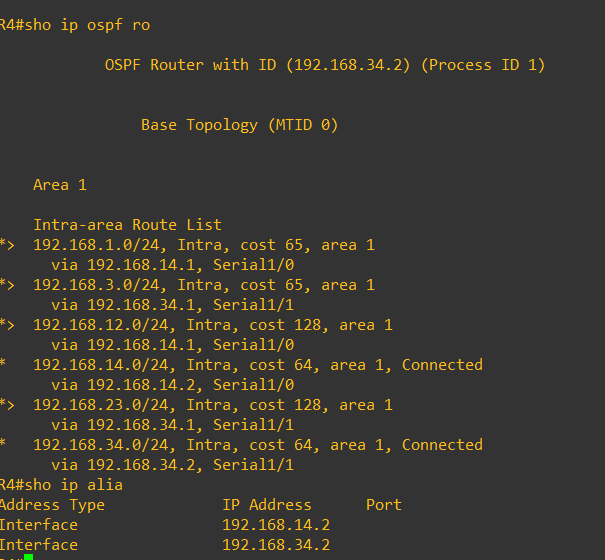 R4#sho ip ospf ro
OSPF Router with ID (192.168.34.2) (Process ID 1)
Base Topology (MTID 0)
Area 1
Intra-area Route List
*> 192.168.1.0/24, Intra, cost 65, area 1
via 192.168.14.1, Serial1/0
*> 192.168.3.0/24, Intra, cost 65, area 1
via 192.168.34.1, Serial1/1
*> 192.168.12.0/24, Intra, cost 128, area 1
via 192.168.14.1, Serial1/0
* 192.168.14.0/24, Intra, cost 64, area 1, Connected
via 192.168.14.2, Serial1/0
*> 192.168.23.0/24, Intra, cost 128, area 1
via 192.168.34.1, Serial1/1
* 192.168.34.0/24, Intra, cost 64, area 1, Connected
via 192.168.34.2, Serial1/1
R4#sho ip alia
Address Type IP Address Port
Interface 192.168.14.2
Interface 192.168.34.2
R4#